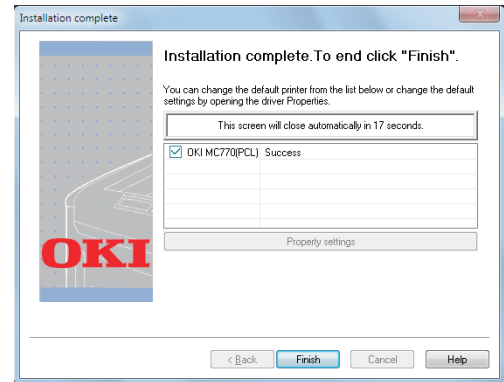 Installation complete
Installation complete.To end click "Finish".
You can change the default printer from the list below or change the default
settings by opening the driver Properties.
This screen will close automatically in 17 seconds.
OKI MC770(PCL) Success
Property settings
OKI
< Back Finish Cancel Help